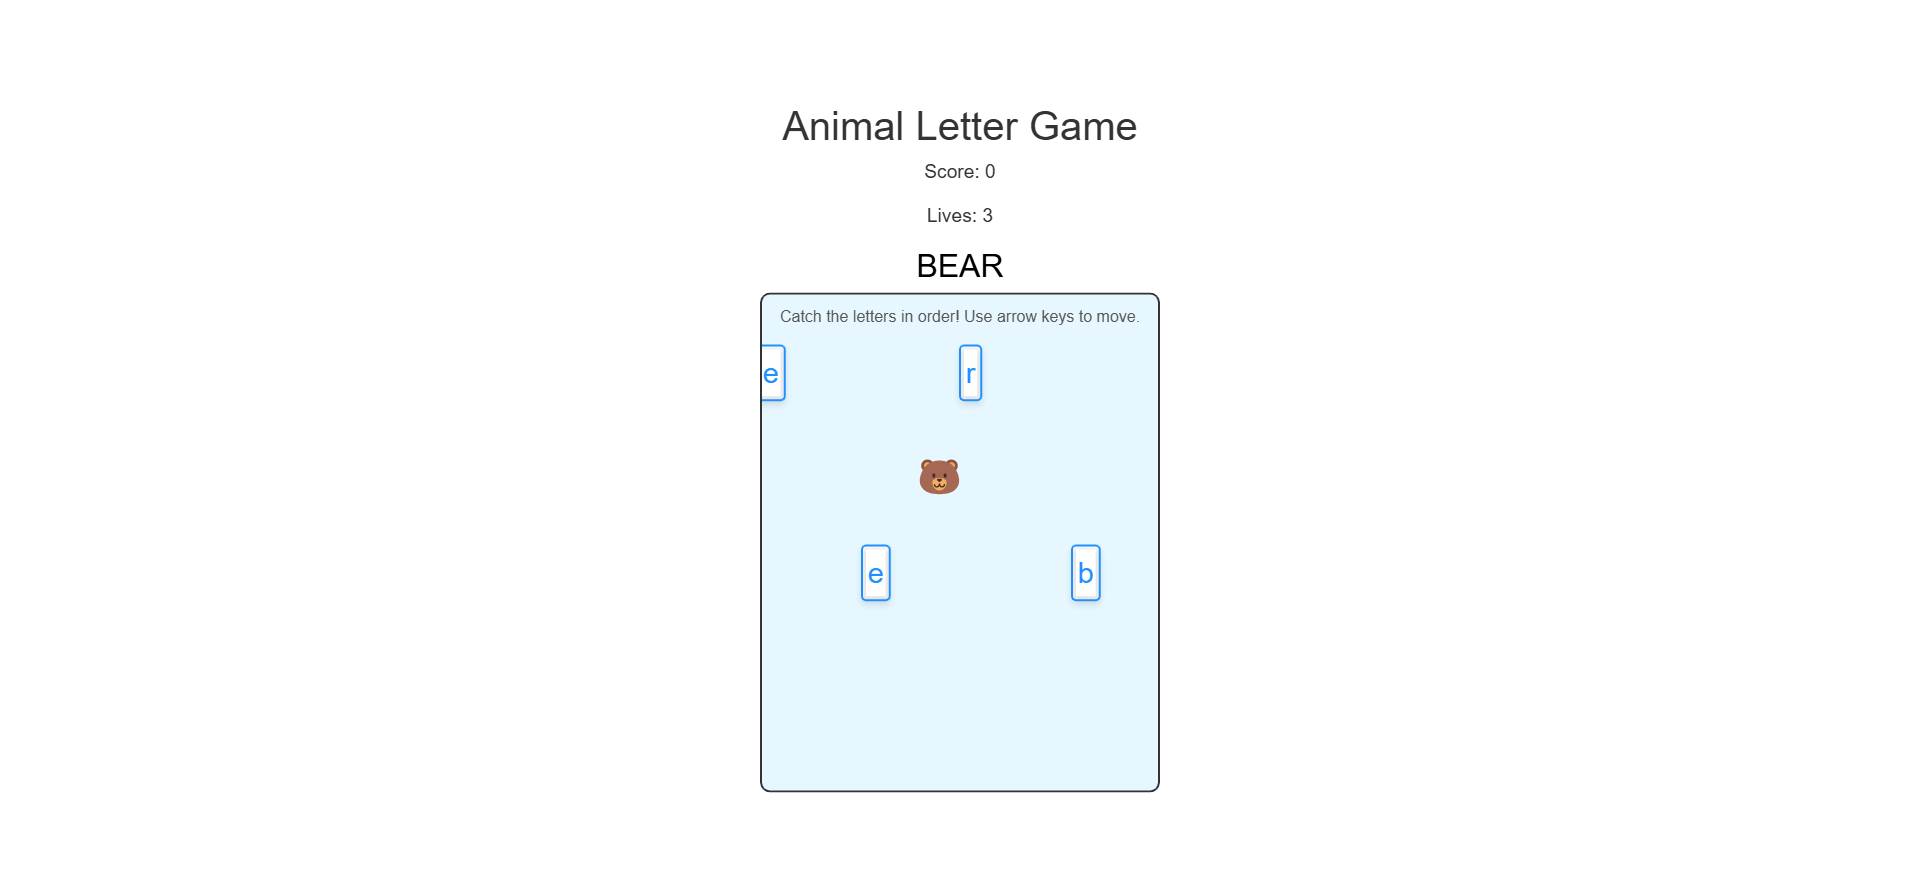 Animal Letter Game
Score: 0
Lives: 3
BEAR
Catch the letters in order! Use arrow keys to move.
e r
e b